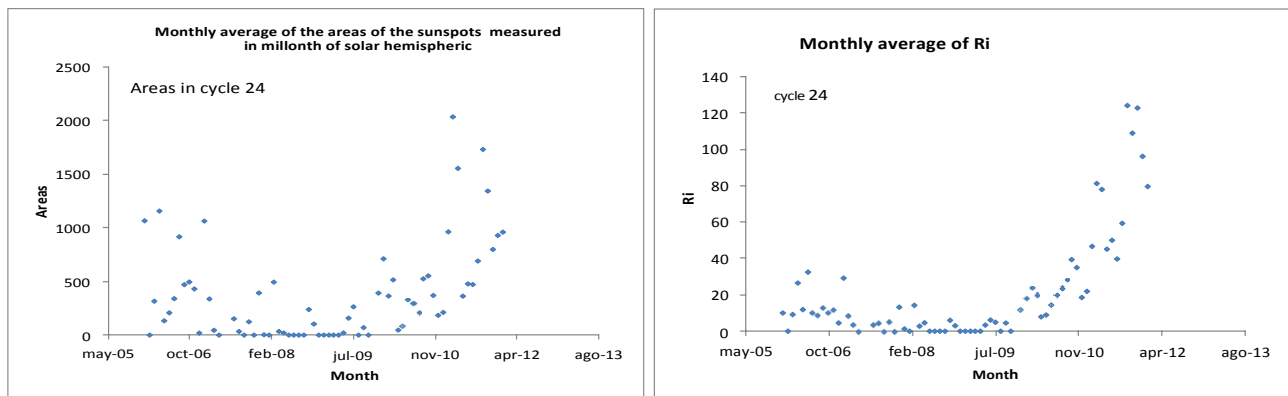 Monthly average of the areas of the sunspots measured
in millonth of solar hemispheric
2500
Areas in cycle 24
2000
1500
Areas
1000
500
0
may-05 oct-06 feb-08 jul-09 nov-10 apr-12 ago-13
Month
Monthly average of Ri
140
cycle 24
120
100
80
Ri
60
40
20
0
may-05 oct-06 feb-08 jul-09 nov-10 apr-12 ago-13
Month